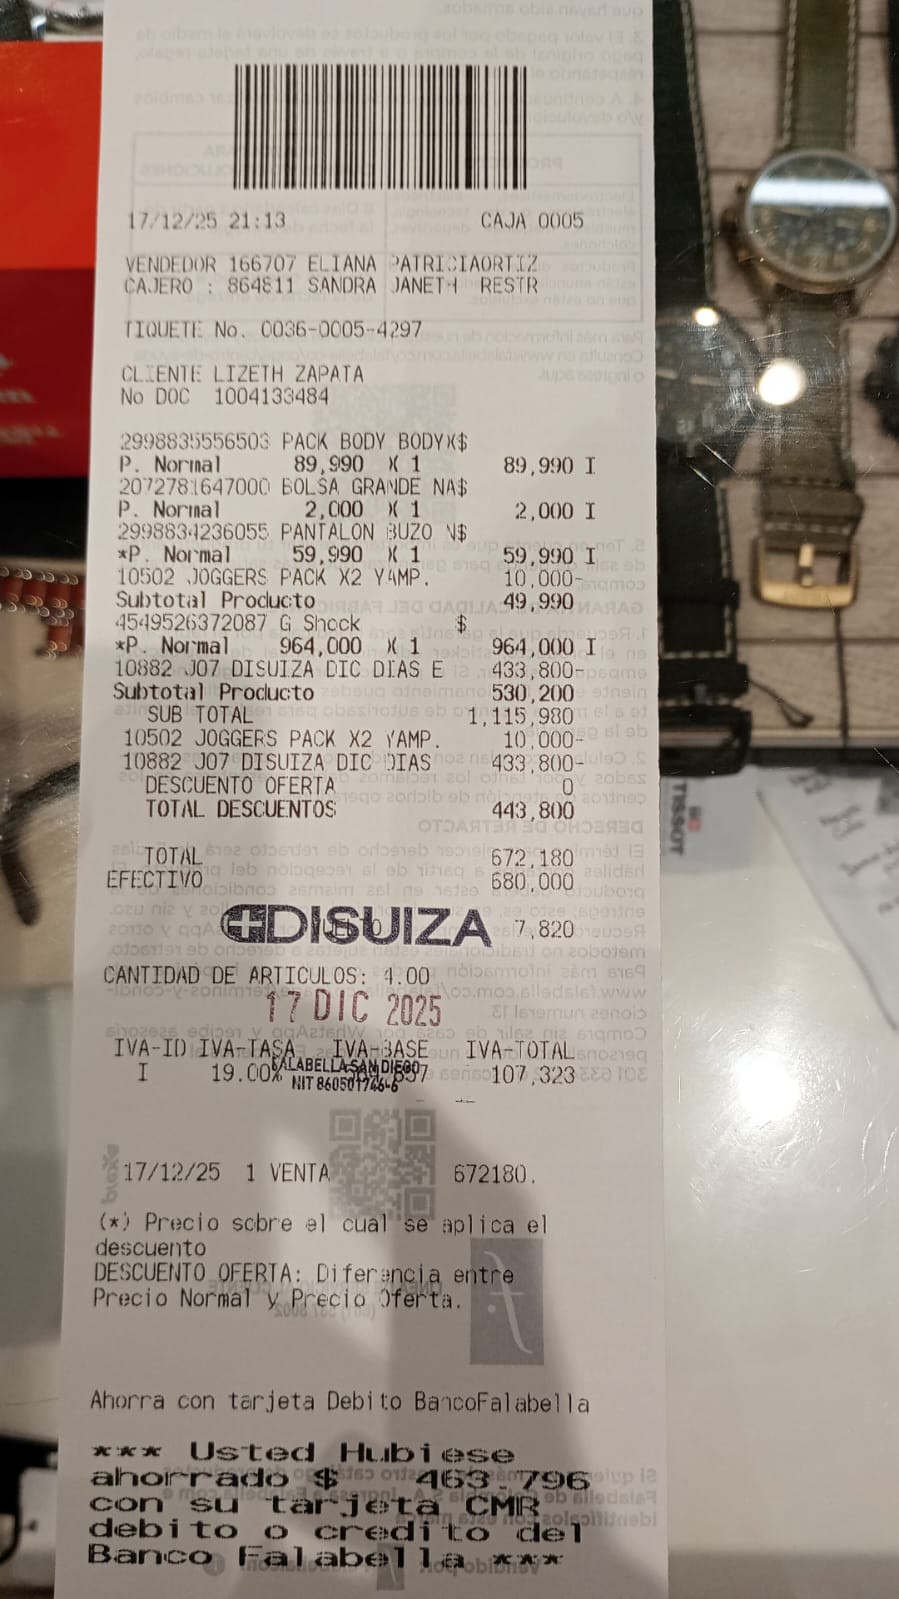 17/12/25 21:13 CAJA 0005
VENDEDOR 166707 ELIANA PATRICIAORTIZ
CAJERO : 864811 SANDRA JANETH RESTR
TIQUETE No. 0036-0005-4297
CLIENTE LIZETH ZAPATA
No DOC 1004133484
2998835556503 PACK BODY BODYX$
P. Normal 89,990 X 1 89,990 I
2072781647000 BOLSA GRANDE NA$
P. Normal 2,000 X 1 2,000 I
2998834236055 PANTALON BUZO N$
*P. Normal 59,990 X 1 59,990 I
10502 JOGGERS PACK X2 YAMP. 10,000-
Subtotal Producto 49,990
4549526372087 G Shock $
*P. Normal 964,000 X 1 964,000 I
10882 J07 DISUIZA DIC DIAS E 433,800-
Subtotal Producto 530,200
SUB TOTAL 1,115,980
10502 JOGGERS PACK X2 YAMP. 10,000-
10882 J07 DISUIZA DIC DIAS 433,800-
DESCUENTO OFERTA 0
TOTAL DESCUENTOS 443,800
TOTAL 672,180
EFECTIVO 680,000
DISUIZA 7,820
CANTIDAD DE ARTICULOS: 4.00
17 DIC 2025
IVA-ID IVA-TASA IVA-BASE IVA-TOTAL
I 19.00% 107,323
FALABELLA SAN DIEGO
NIT 860501746-6
17/12/25 1 VENTA 672180.
(*) Precio sobre el cual se aplica el
descuento
DESCUENTO OFERTA: Diferencia entre
Precio Normal y Precio Oferta.
Ahorra con tarjeta Debito BancoFalabella
*** Usted Hubiese
ahorrado $ 463.796
con su tarjeta CMR
debito o credito del
Banco Falabella ***
TISSOT